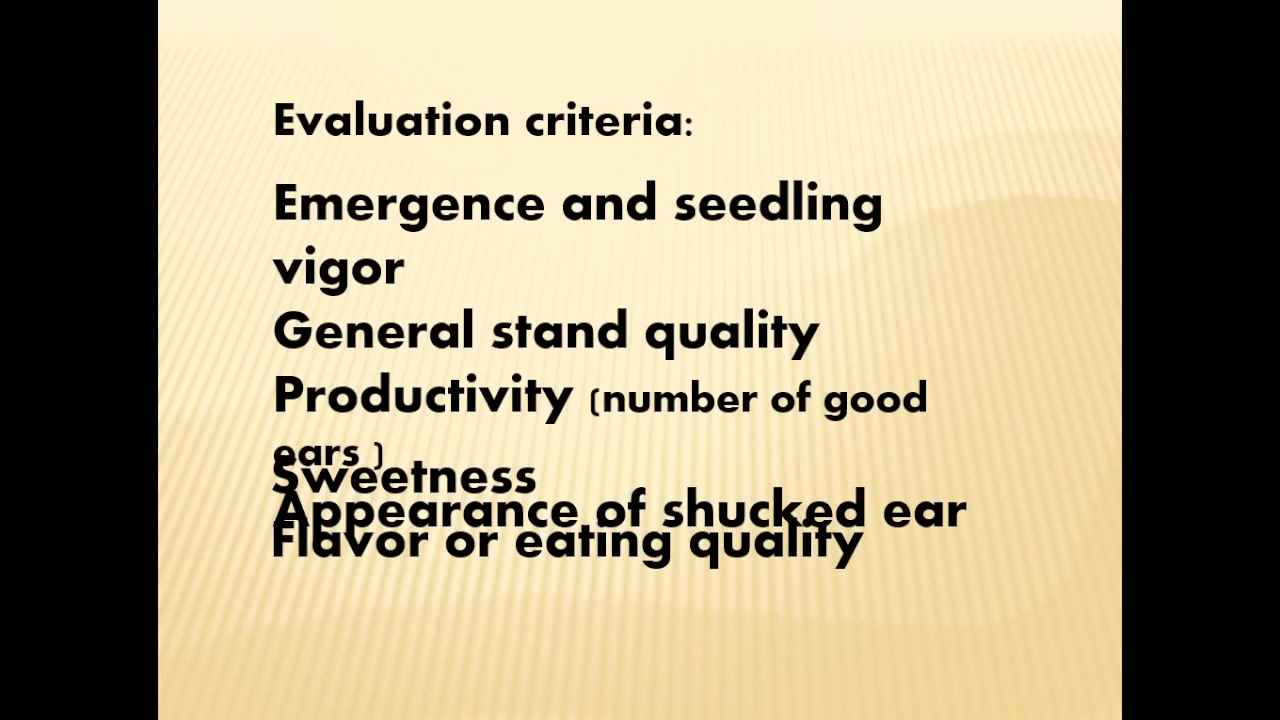 Evaluation criteria:
Emergence and seedling
vigor
General stand quality
Productivity (number of good
ears )
Sweetness
Appearance of shucked ear
Flavor or eating quality